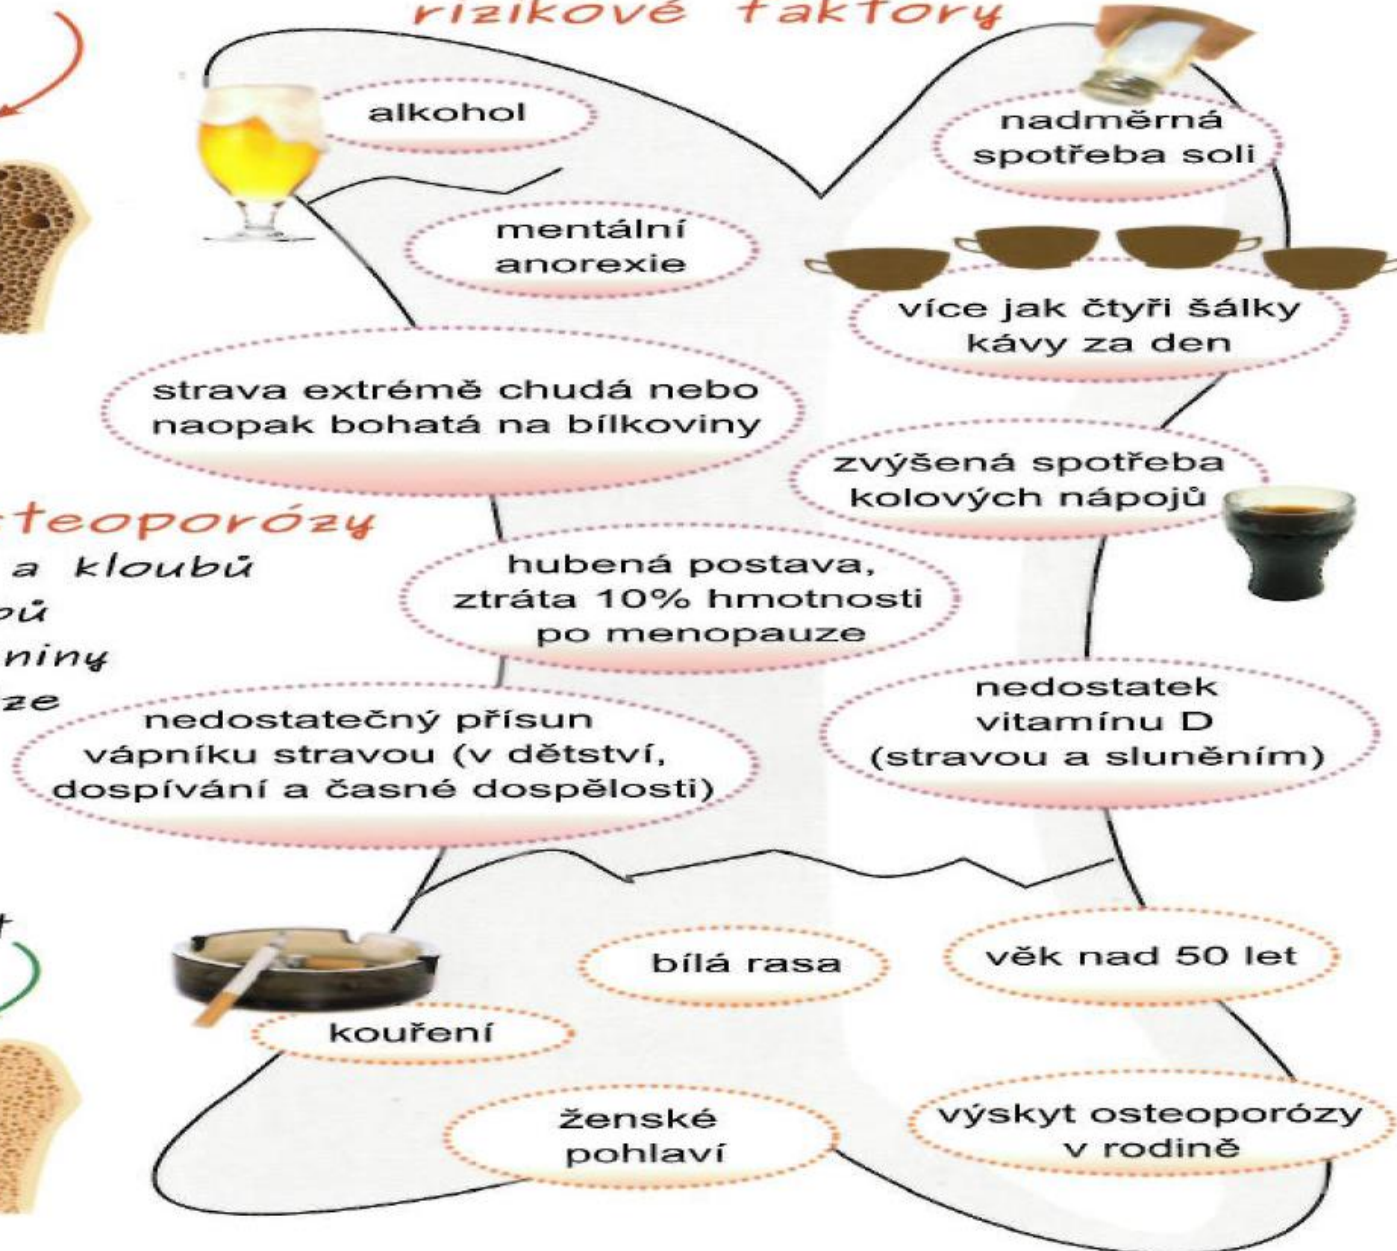 rizikové faktory
alkohol
nadměrná
spotřeba soli
mentální
anorexie
více jak čtyři šálky
kávy za den
strava extrémě chudá nebo
naopak bohatá na bílkoviny
zvýšená spotřeba
kolových nápojů
teoporózy
a kloubů
hubená postava,
ztráta 10% hmotnosti
po menopauze
niny
ze
nedostatek
vitamínu D
(stravou a sluněním)
nedostatečný přísun
vápníku stravou (v dětství,
dospívání a časné dospělosti)
bílá rasa
věk nad 50 let
kouření
ženské
pohlaví
výskyt osteoporózy
v rodině